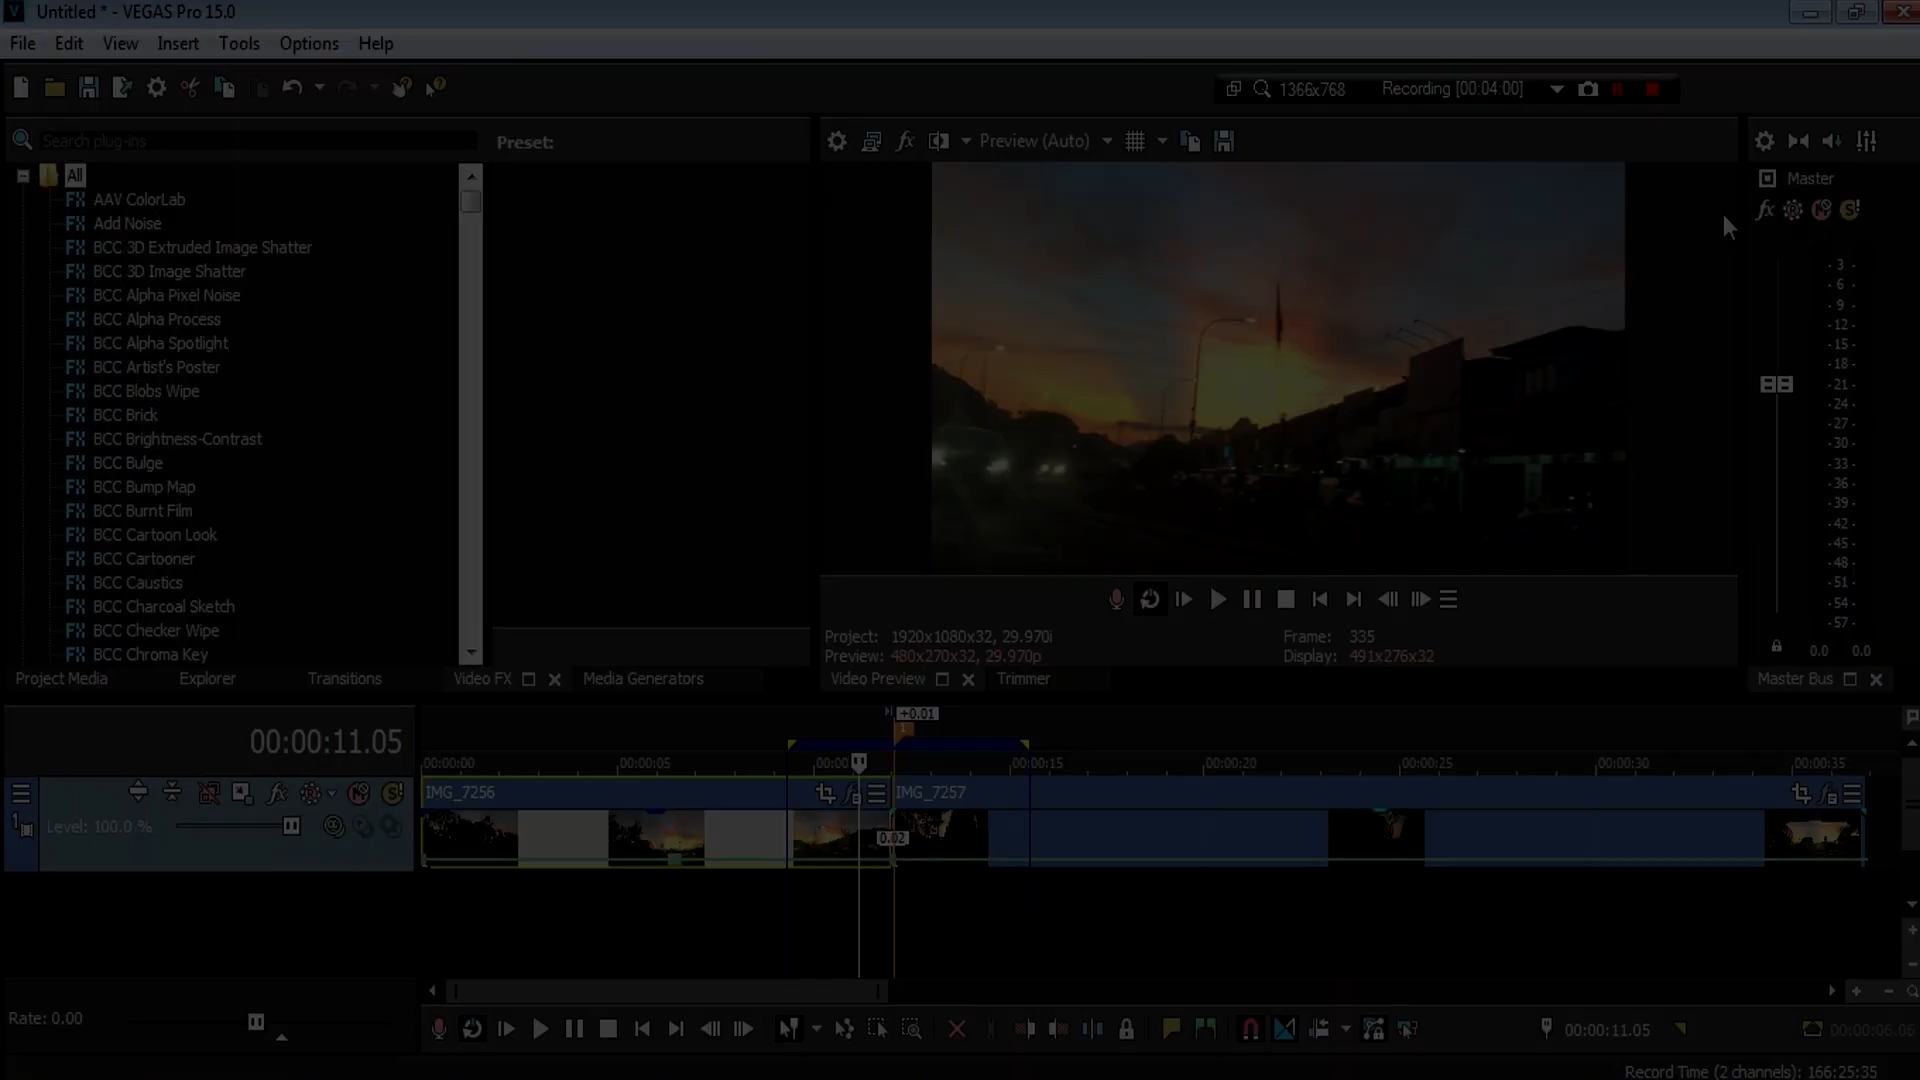 Untitled * - VEGAS Pro 15.0
File Edit View Insert Tools Options Help
1366x768 Recording [00:04:00]
Search plug-ins
Preset:
Preview (Auto)
All
AAV ColorLab
Add Noise
BCC 3D Extruded Image Shatter
BCC 3D Image Shatter
BCC Alpha Pixel Noise
BCC Alpha Process
BCC Alpha Spotlight
BCC Artist's Poster
BCC Blobs Wipe
BCC Brick
BCC Brightness-Contrast
BCC Bulge
BCC Bump Map
BCC Burnt Film
BCC Cartoon Look
BCC Cartooner
BCC Caustics
BCC Charcoal Sketch
BCC Checker Wipe
BCC Chroma Key
Project Media Explorer Transitions Video FX Media Generators
Project: 1920x1080x32, 29.970i
Preview: 480x270x32, 29.970p
Frame: 335
Display: 491x276x32
Video Preview Trimmer
Master
- 3 -
- 6 -
- 9 -
- 12 -
- 15 -
- 18 -
- 21 -
- 24 -
- 27 -
- 30 -
- 33 -
- 36 -
- 39 -
- 42 -
- 45 -
- 48 -
- 51 -
- 54 -
- 57 -
0.0 0.0
Master Bus
00:00:11.05
+0.01
1
00:00:00 00:00:05 00:00 00:00:15 00:00:20 00:00:25 00:00:30 00:00:35
IMG_7256 IMG_7257
1 Level: 100.0 %
0.02
Rate: 0.00
00:00:11.05 00:00:06.06
Record Time (2 channels): 166:25:35